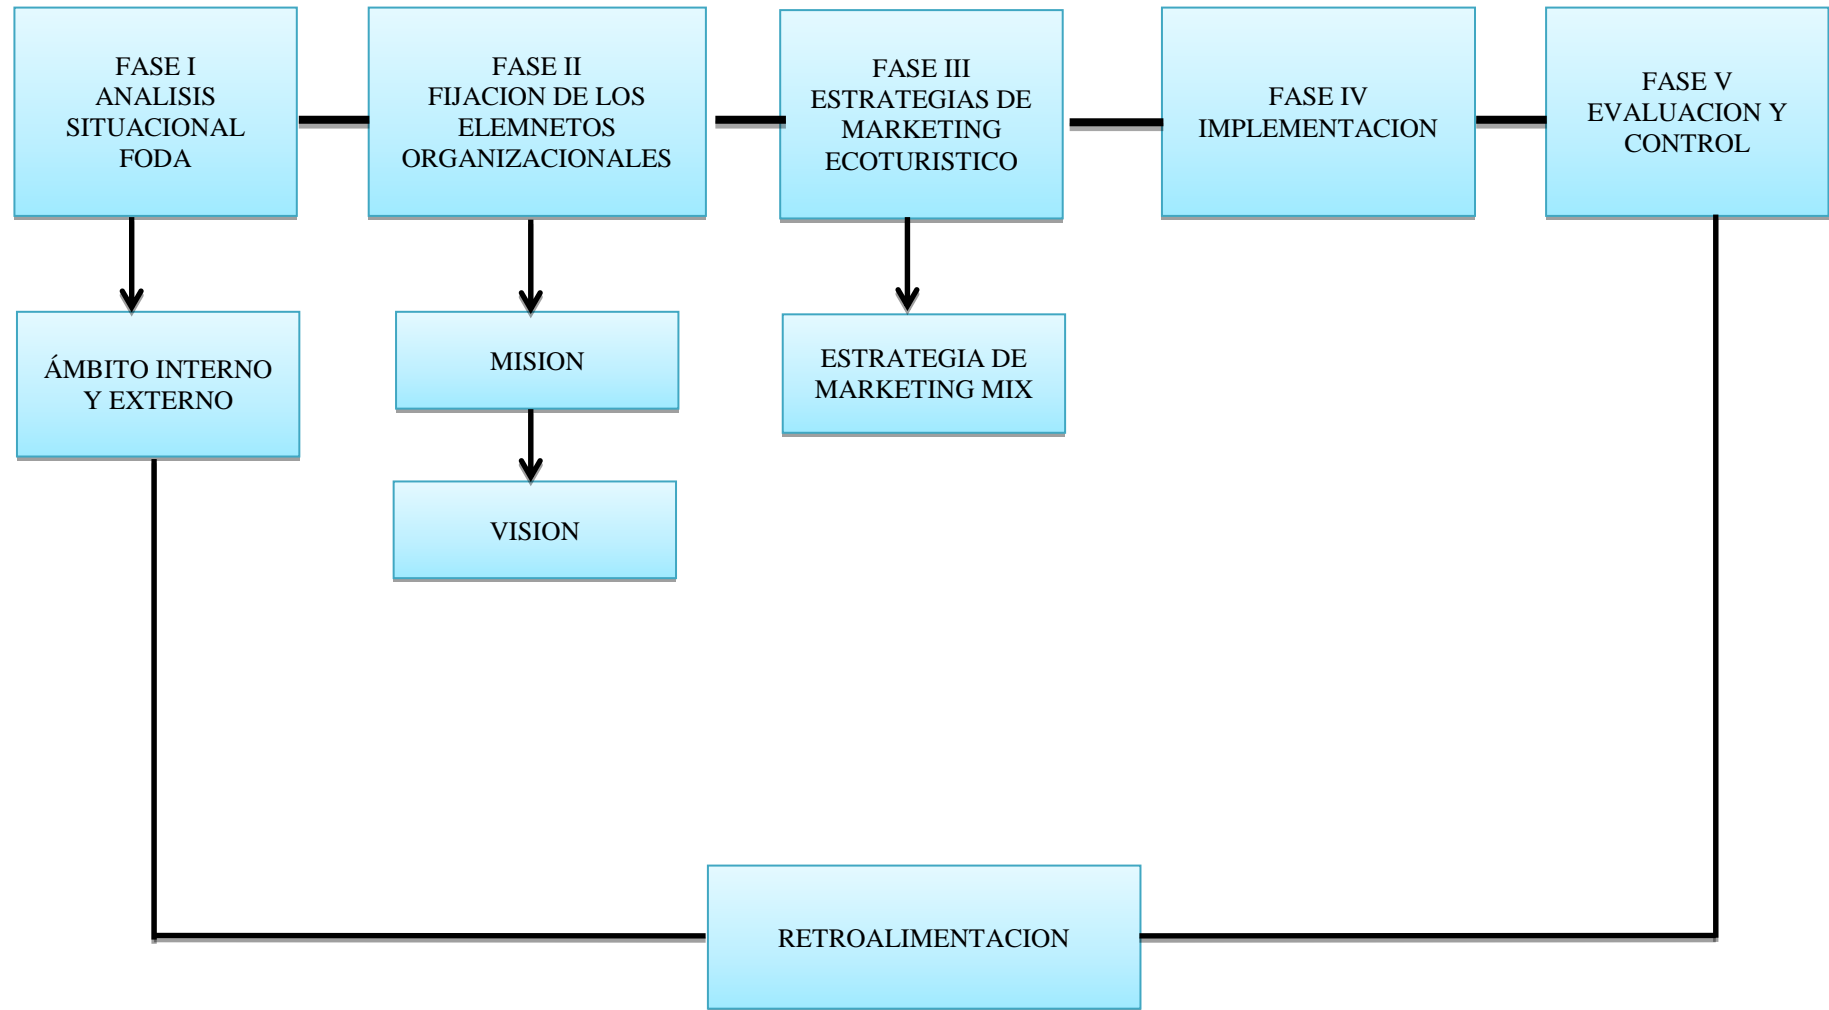 FASE I
ANALISIS
SITUACIONAL
FODA
FASE II
FIJACION DE LOS
ELEMNETOS
ORGANIZACIONALES
FASE III
ESTRATEGIAS DE
MARKETING
ECOTURISTICO
FASE IV
IMPLEMENTACION
FASE V
EVALUACION Y
CONTROL
ÁMBITO INTERNO
Y EXTERNO
MISION
ESTRATEGIA DE
MARKETING MIX
VISION
RETROALIMENTACION